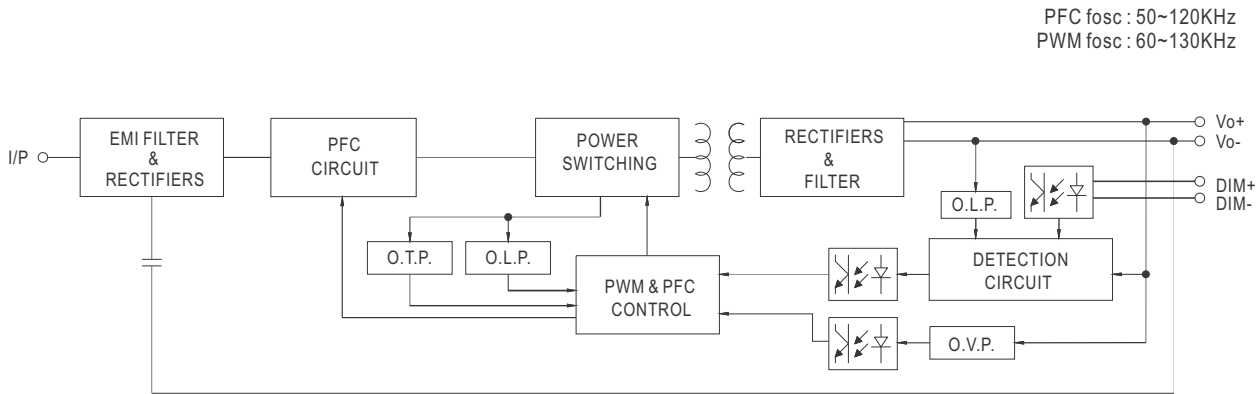 PFC fosc : 50~120KHz
PWM fosc : 60~130KHz
I/P
EMI FILTER
&
RECTIFIERS
PFC
CIRCUIT
POWER
SWITCHING
RECTIFIERS
&
FILTER
Vo+
Vo-
DIM+
DIM-
O.L.P.
O.T.P.
O.L.P.
PWM & PFC
CONTROL
DETECTION
CIRCUIT
O.V.P.